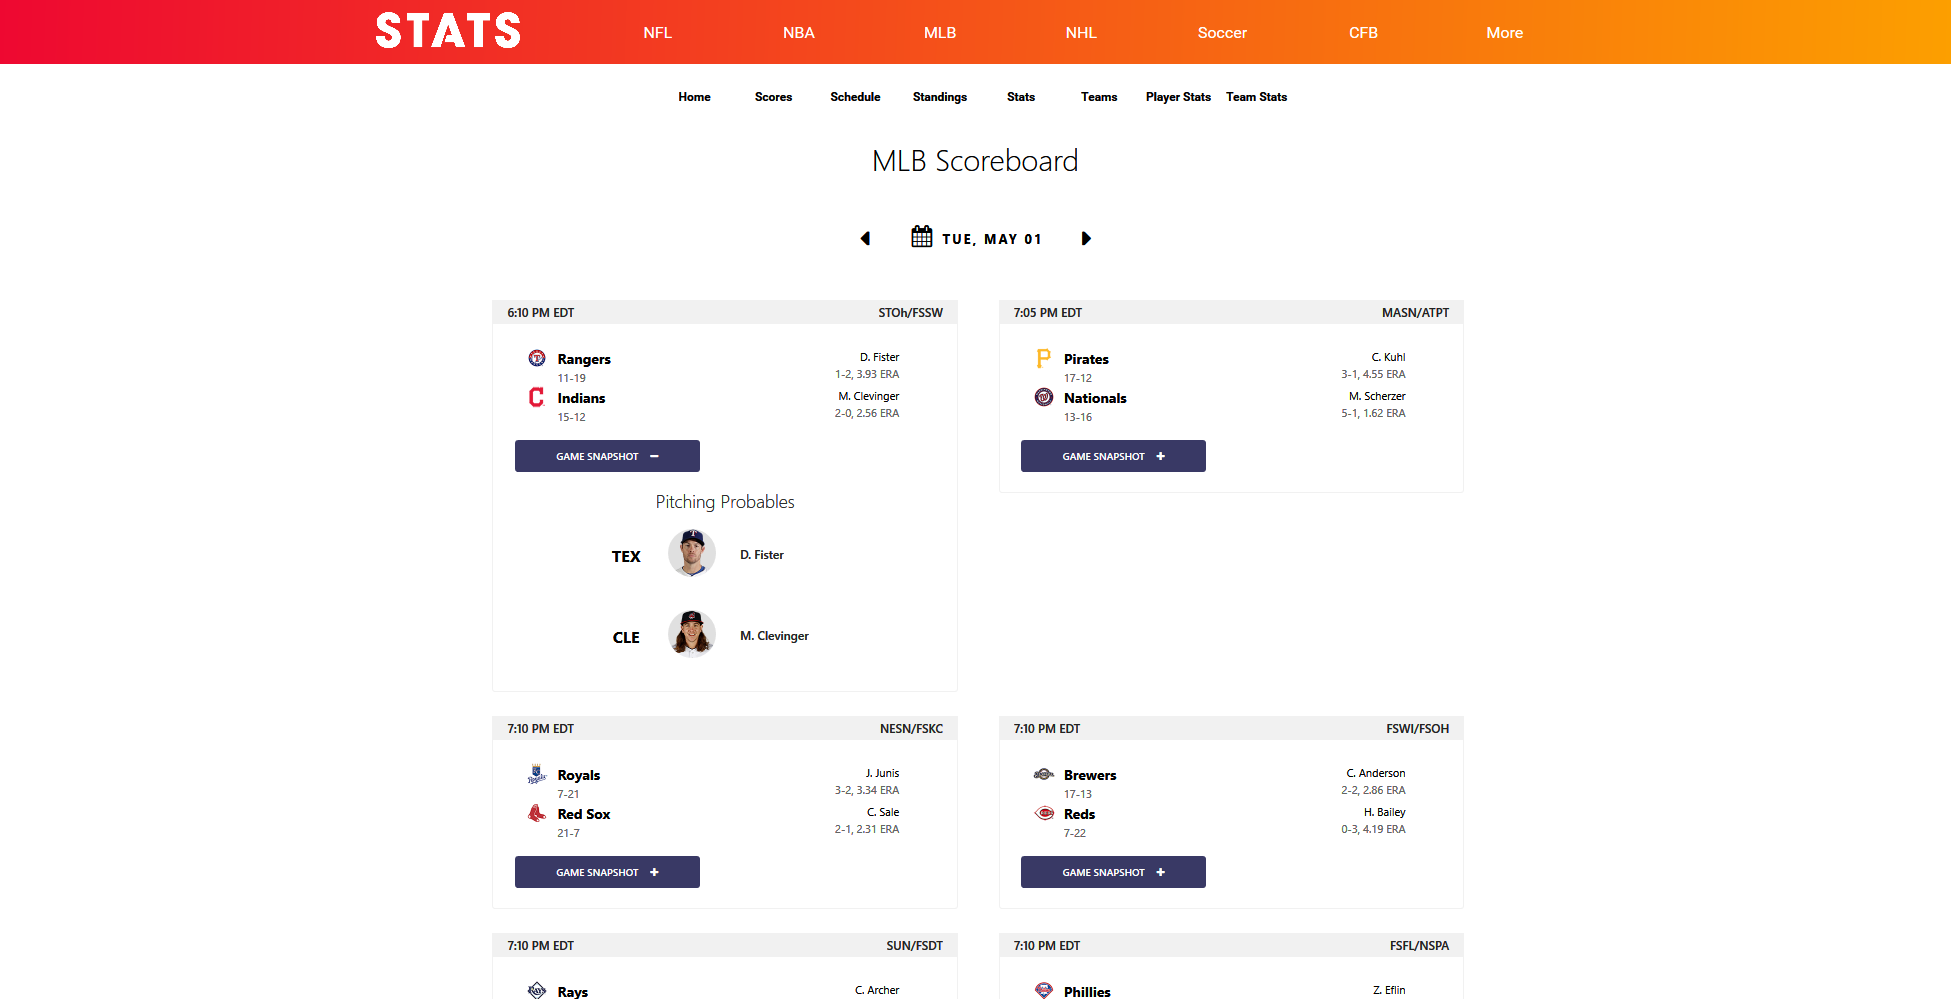 STATS NFL NBA MLB NHL Soccer CFB More
Home Scores Schedule Standings Stats Teams Player Stats Team Stats
MLB Scoreboard
TUE, MAY 01
6:10 PM EDT STOh/FSSW
Rangers D. Fister
11-19 1-2, 3.93 ERA
Indians M. Clevinger
15-12 2-0, 2.56 ERA
GAME SNAPSHOT −
Pitching Probables
TEX D. Fister
CLE M. Clevinger
7:05 PM EDT MASN/ATPT
Pirates C. Kuhl
17-12 3-1, 4.55 ERA
Nationals M. Scherzer
13-16 5-1, 1.62 ERA
GAME SNAPSHOT +
7:10 PM EDT NESN/FSKC
Royals J. Junis
7-21 3-2, 3.34 ERA
Red Sox C. Sale
21-7 2-1, 2.31 ERA
GAME SNAPSHOT +
7:10 PM EDT FSWI/FSOH
Brewers C. Anderson
17-13 2-2, 2.86 ERA
Reds H. Bailey
7-22 0-3, 4.19 ERA
GAME SNAPSHOT +
7:10 PM EDT SUN/FSDT
Rays C. Archer
7:10 PM EDT FSFL/NSPA
Phillies Z. Eflin